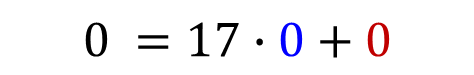 0 = 17 · 0 + 0